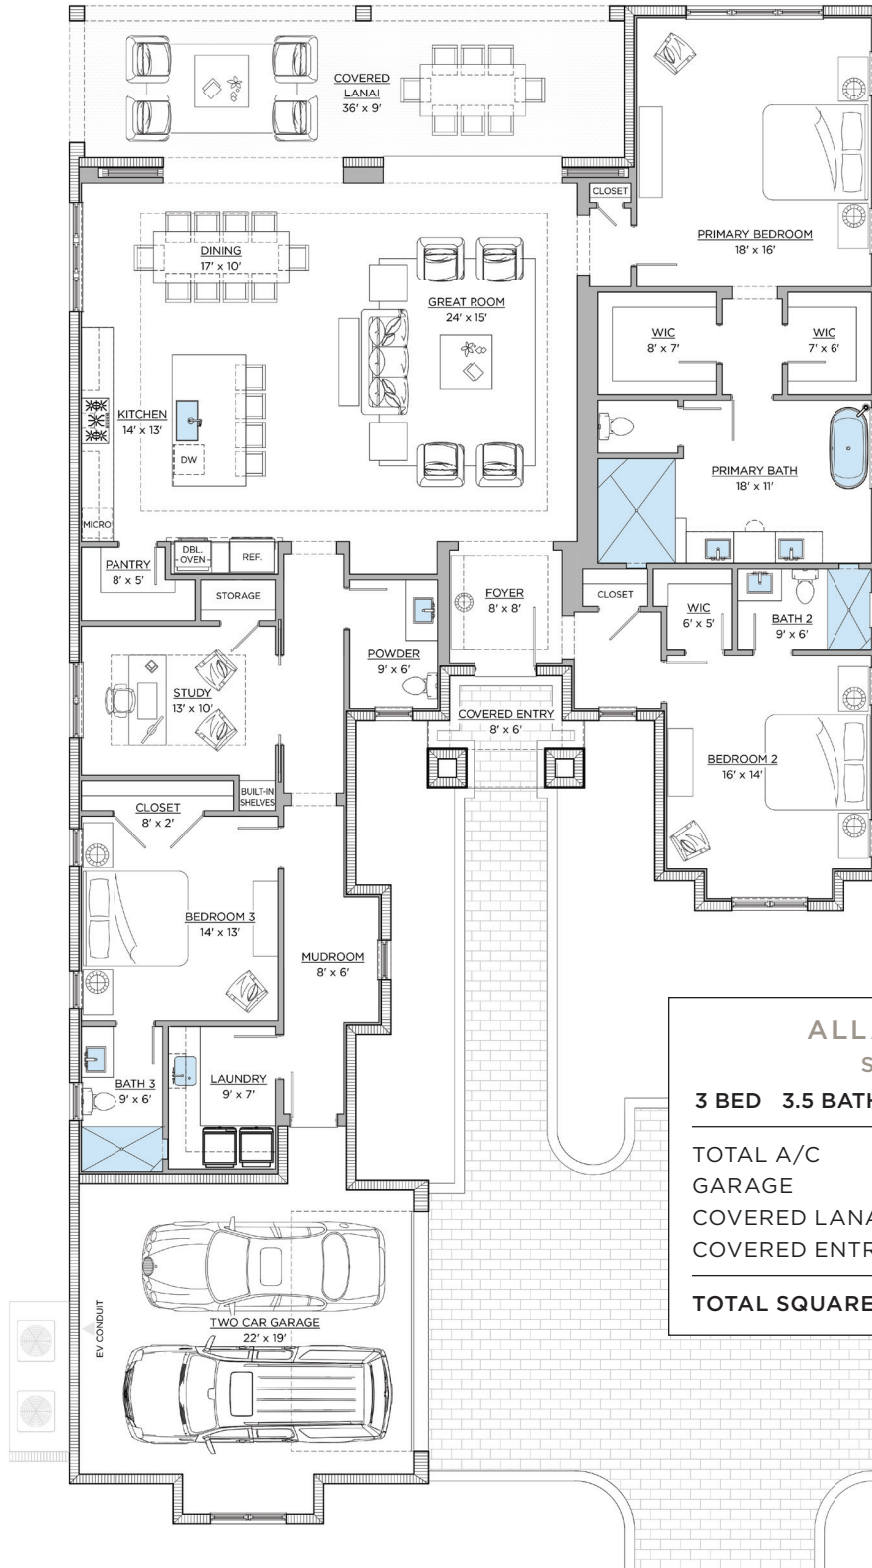 COVERED
LANAI
36' x 9'
CLOSET
PRIMARY BEDROOM
18' x 16'
DINING
17' x 10'
GREAT ROOM
24' x 15'
WIC
8' x 7'
WIC
7' x 6'
KITCHEN
14' x 13'
DW
PRIMARY BATH
18' x 11'
MICRO
DBL.
OVEN
REF.
PANTRY
8' x 5'
STORAGE
FOYER
8' x 8'
CLOSET
WIC
6' x 5'
BATH 2
9' x 6'
POWDER
9' x 6'
STUDY
13' x 10'
COVERED ENTRY
8' x 6'
BEDROOM 2
16' x 14'
BUILT-IN
SHELVES
CLOSET
8' x 2'
BEDROOM 3
14' x 13'
MUDROOM
8' x 6'
BATH 3
9' x 6'
LAUNDRY
9' x 7'
EV CONDUIT
TWO CAR GARAGE
22' x 19'
ALL
S
3 BED 3.5 BATH
TOTAL A/C
GARAGE
COVERED LANA
COVERED ENTR
TOTAL SQUARE